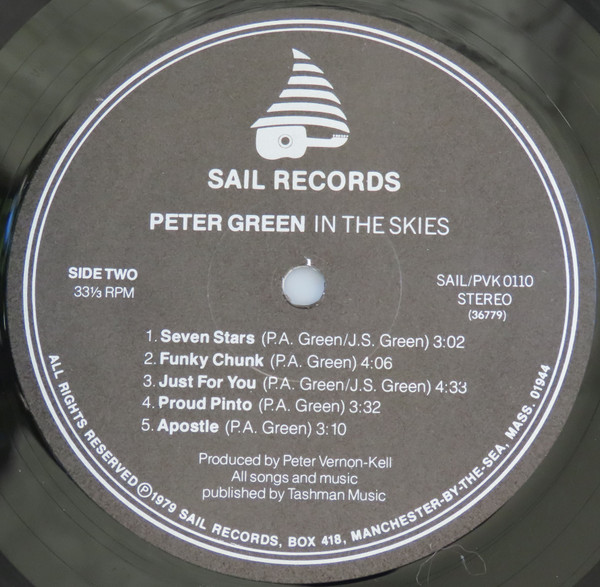 SAIL RECORDS
PETER GREEN IN THE SKIES
SIDE TWO
33⅓ RPM
SAIL/PVK 0110
STEREO
(36779)
1. Seven Stars (P.A. Green/J.S. Green) 3:02
2. Funky Chunk (P.A. Green) 4:06
3. Just For You (P.A. Green/J.S. Green) 4:33
4. Proud Pinto (P.A. Green) 3:32
5. Apostle (P.A. Green) 3:10
Produced by Peter Vernon-Kell
All songs and music
published by Tashman Music
ALL RIGHTS RESERVED Ⓟ1979 SAIL RECORDS, BOX 418, MANCHESTER-BY-THE-SEA, MASS. 01944